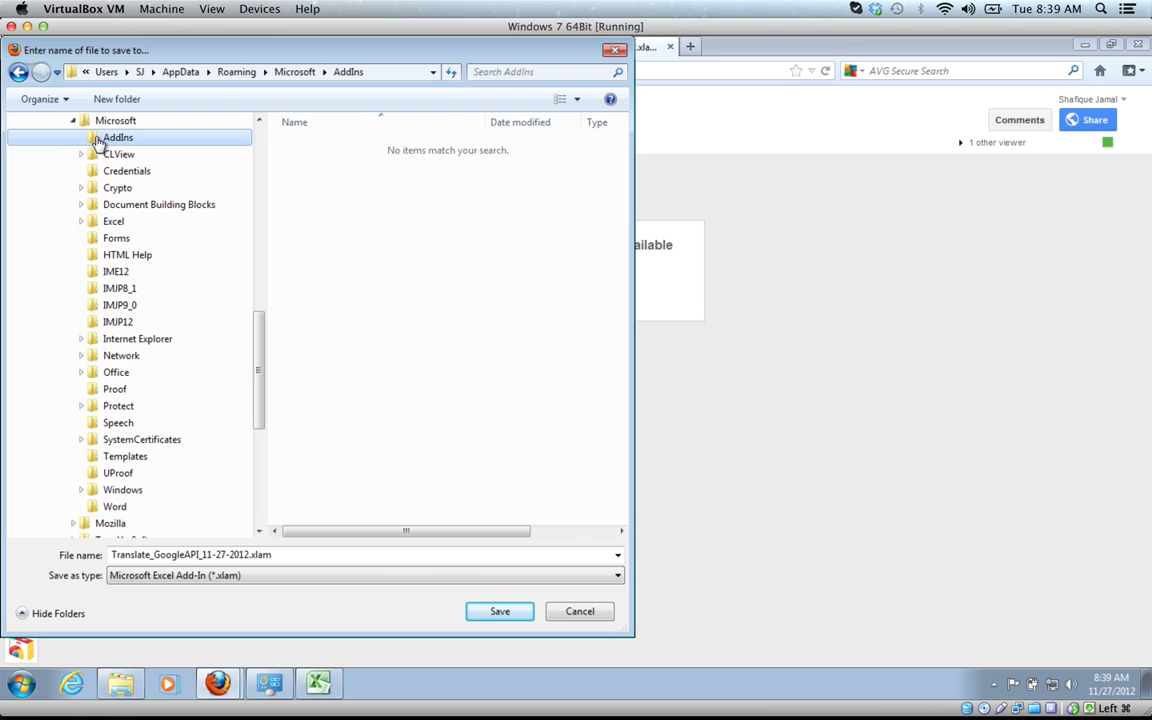 VirtualBox VM Machine View Devices Help Tue 8:39 AM
Windows 7 64Bit [Running]
Enter name of file to save to...
.xla...
« Users SJ AppData Roaming Microsoft AddIns
Search AddIns
AVG Secure Search
Organize New folder
Shafique Jamal
Comments Share
1 other viewer
Name Date modified Type
No items match your search.
Microsoft
AddIns
CLView
Credentials
Crypto
Document Building Blocks
Excel
Forms
HTML Help
IME12
IMJP8_1
IMJP9_0
IMJP12
Internet Explorer
Network
Office
Proof
Protect
Speech
SystemCertificates
Templates
UProof
Windows
Word
Mozilla
ailable
File name: Translate_GoogleAPI_11-27-2012.xlam
Save as type: Microsoft Excel Add-In (*.xlam)
Hide Folders Save Cancel
8:39 AM
11/27/2012
Left ⌘